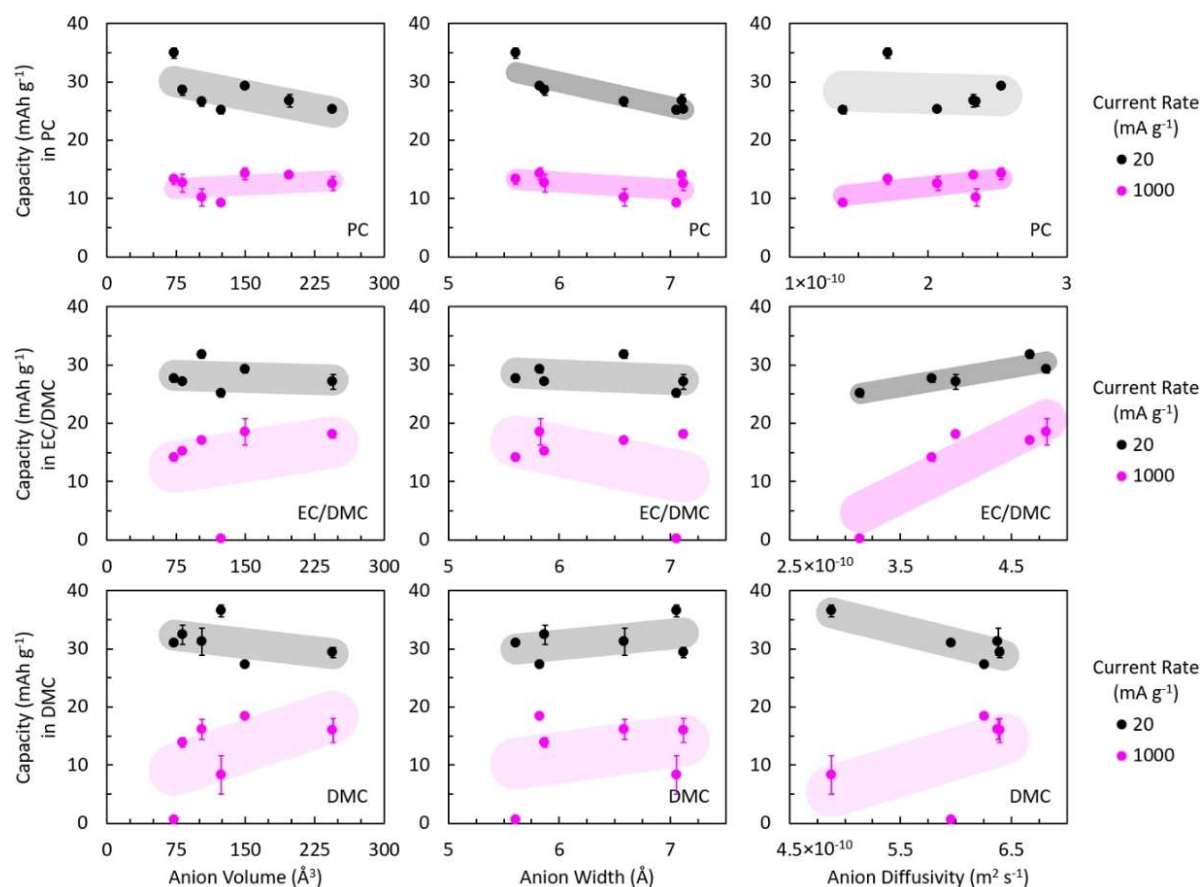 40
30
20
10
0
Capacity (mAh g⁻¹)
in PC
PC
0 75 150 225 300
PC
5 6 7
40
30
20
10
0
PC
1×10⁻¹⁰ 2 3
Current Rate
(mA g⁻¹)
20
1000
40
30
20
10
0
Capacity (mAh g⁻¹)
in EC/DMC
EC/DMC
0 75 150 225 300
EC/DMC
5 6 7
40
30
20
10
0
EC/DMC
2.5×10⁻¹⁰ 3.5 4.5
Current Rate
(mA g⁻¹)
20
1000
40
30
20
10
0
Capacity (mAh g⁻¹)
in DMC
DMC
0 75 150 225 300
Anion Volume (Å³)
DMC
5 6 7
Anion Width (Å)
40
30
20
10
0
DMC
4.5×10⁻¹⁰ 5.5 6.5
Anion Diffusivity (m² s⁻¹)
Current Rate
(mA g⁻¹)
20
1000